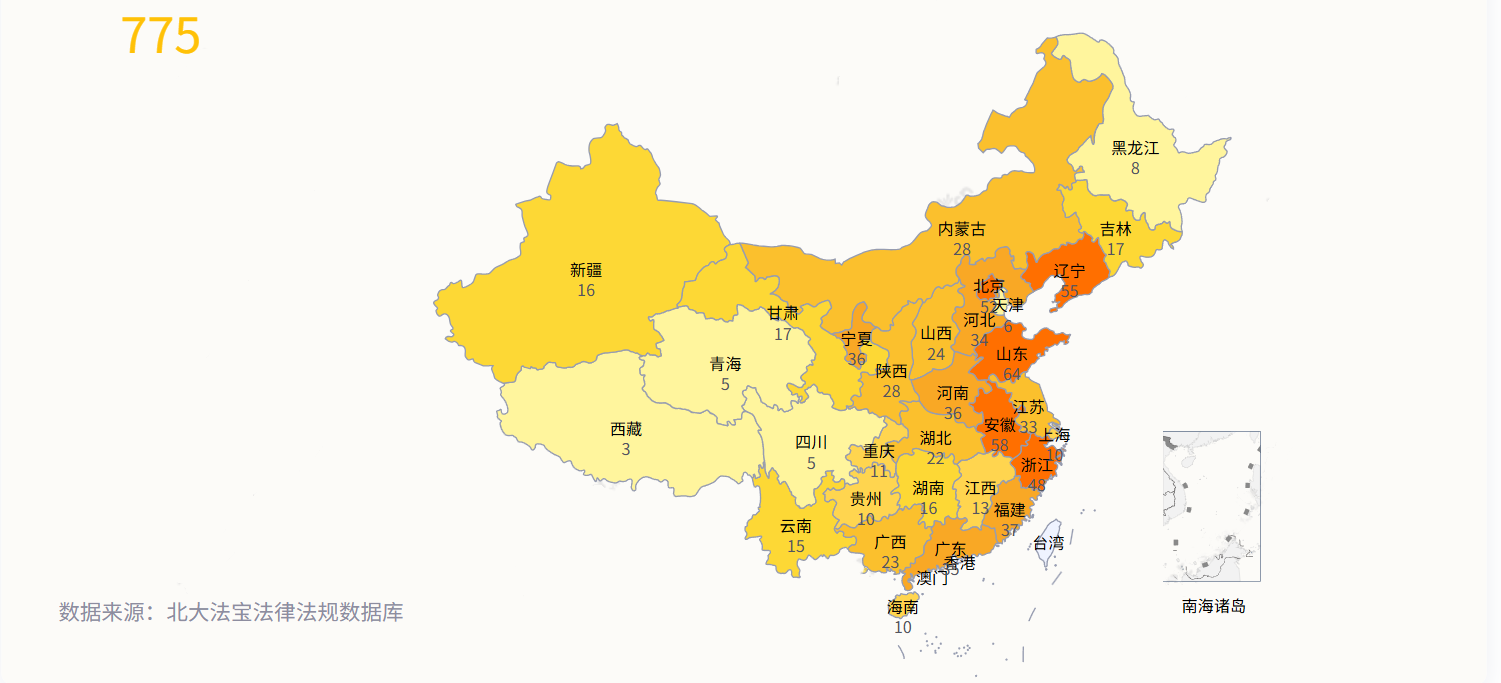 775
黑龙江
8
内蒙古
28
吉林
17
新疆
16
辽宁
55
北京
52
天津
6
甘肃
17
河北
34
宁夏
36
山西
24
山东
64
青海
5
陕西
28
河南
36
江苏
33
安徽
58
上海
10
西藏
3
四川
5
湖北
22
重庆
11
浙江
48
湖南
16
江西
13
贵州
10
福建
37
云南
15
广西
23
广东
香港
台湾
澳门
海南
10
南海诸岛
数据来源：北大法宝法律法规数据库